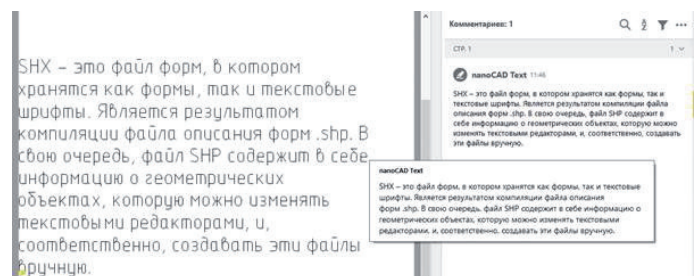 SHX – это файл форм, в котором
хранятся как формы, так и текстовые
шрифты. Является результатом
компиляции файла описания форм .shp. В
свою очередь, файл SHP содержит в себе
информацию о геометрических
объектах, которую можно изменять
текстовыми редакторами, и,
соответственно, создавать эти файлы
вручную.
Комментариев: 1
СТР. 1
1
nanoCAD Text 11:46
SHX – это файл форм, в котором хранятся как формы, так и
текстовые шрифты. Является результатом компиляции файла
описания форм .shp. В свою очередь, файл SHP содержит в
себе информацию о геометрических объектах, которую можно
изменять текстовыми редакторами, и, соответственно, создавать
эти файлы вручную.
nanoCAD Text
SHX – это файл форм, в котором хранятся как формы, так и текстовые
шрифты. Является результатом компиляции файла описания
форм .shp. В свою очередь, файл SHP содержит в себе информацию о
геометрических объектах, которую можно изменять текстовыми
редакторами, и, соответственно, создавать эти файлы вручную.